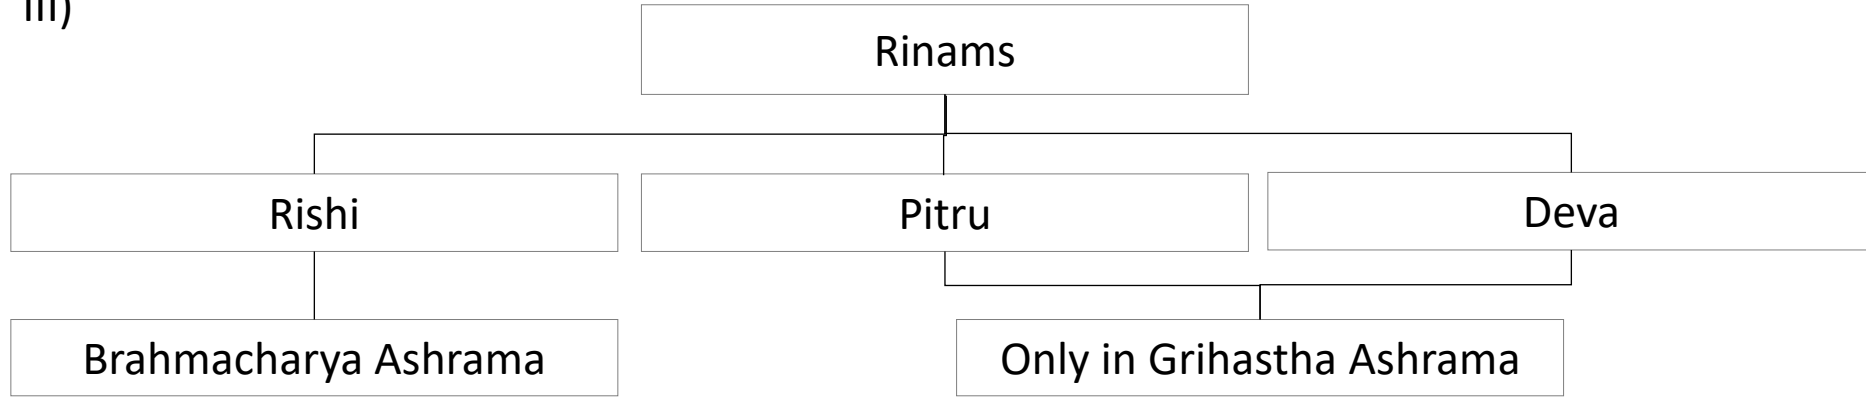 III)
Rinams
Rishi
Pitru
Deva
Brahmacharya Ashrama
Only in Grihastha Ashrama